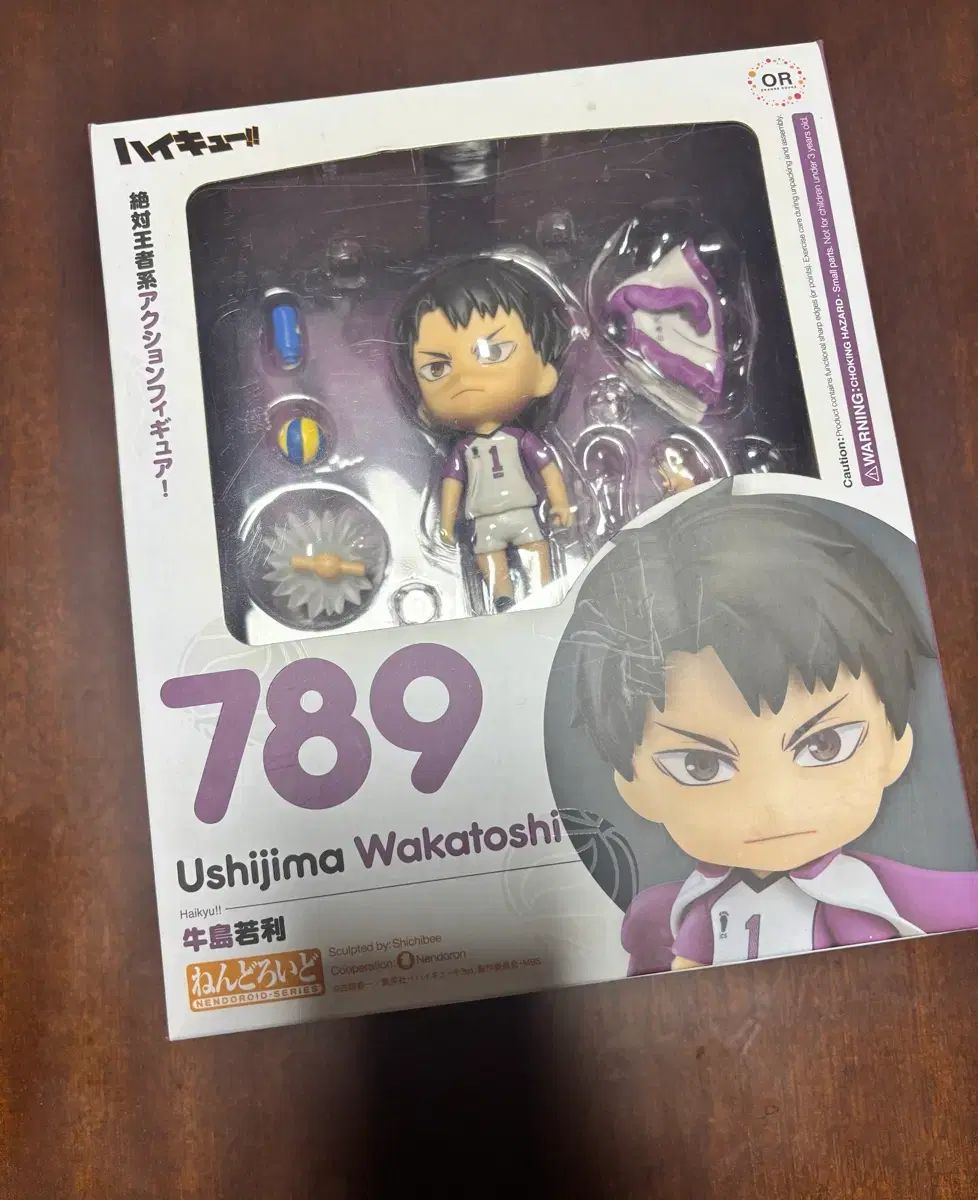 ハイキュー!!
OR
ORANGE ROUGE
絶対王者系アクションフィギュア!
Caution: Product contains functional sharp edges (or points). Exercise care during unpacking and assembly.
⚠WARNING: CHOKING HAZARD - Small parts. Not for children under 3 years old.
1
789
Ushijima Wakatoshi
Haikyu!!
牛島若利
ねんどろいど
NENDOROID-SERIES
Sculpted by: Shichibee
Cooperation: Nendoron
1